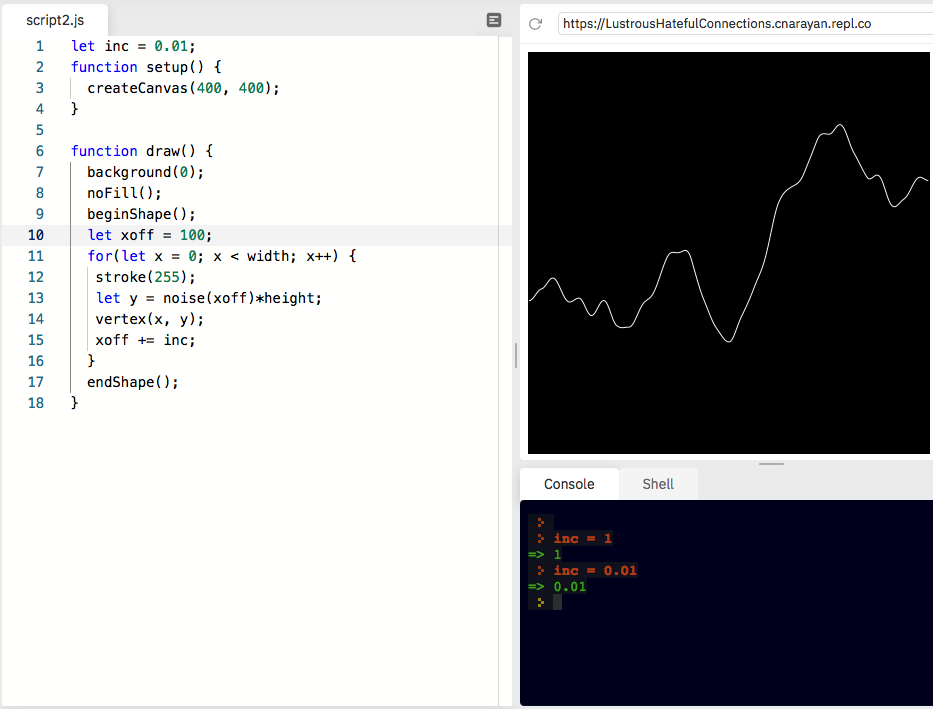 script2.js
https://LustrousHatefulConnections.cnarayan.repl.co
1 let inc = 0.01;
2 function setup() {
3 createCanvas(400, 400);
4 }
5
6 function draw() {
7 background(0);
8 noFill();
9 beginShape();
10 let xoff = 100;
11 for(let x = 0; x < width; x++) {
12 stroke(255);
13 let y = noise(xoff)*height;
14 vertex(x, y);
15 xoff += inc;
16 }
17 endShape();
18 }
Console Shell
>
> inc = 1
=> 1
> inc = 0.01
=> 0.01
>